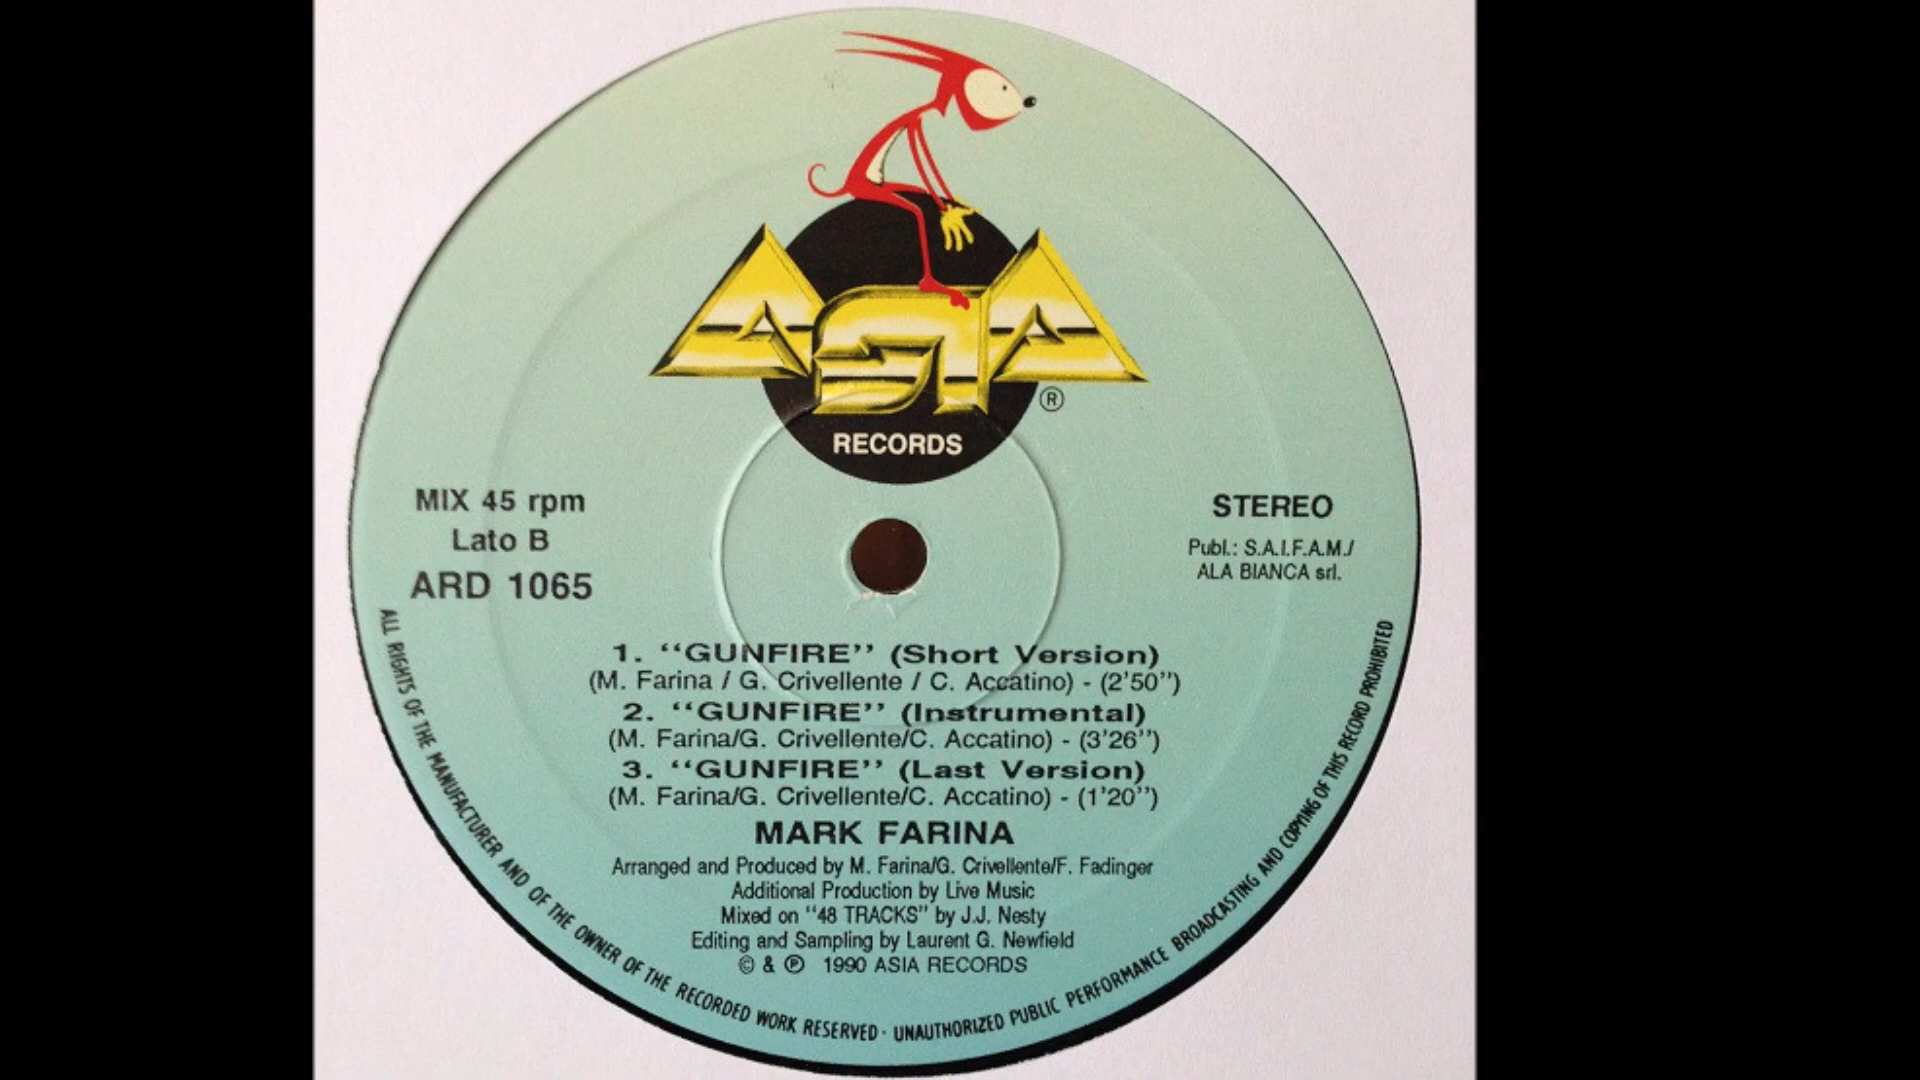 ASIA
®
RECORDS
MIX 45 rpm
Lato B
ARD 1065
STEREO
Publ.: S.A.I.F.A.M./
ALA BIANCA srl.
1. “GUNFIRE” (Short Version)
(M. Farina / G. Crivellente / C. Accatino) - (2'50”)
2. “GUNFIRE” (Instrumental)
(M. Farina/G. Crivellente/C. Accatino) - (3'26”)
3. “GUNFIRE” (Last Version)
(M. Farina/G. Crivellente/C. Accatino) - (1'20”)
MARK FARINA
Arranged and Produced by M. Farina/G. Crivellente/F. Fadinger
Additional Production by Live Music
Mixed on “48 TRACKS” by J.J. Nesty
Editing and Sampling by Laurent G. Newfield
© & ℗ 1990 ASIA RECORDS
ALL RIGHTS OF THE MANUFACTURER AND OF THE OWNER OF THE RECORDED WORK RESERVED · UNAUTHORIZED PUBLIC PERFORMANCE BROADCASTING AND COPYING OF THIS RECORD PROHIBITED